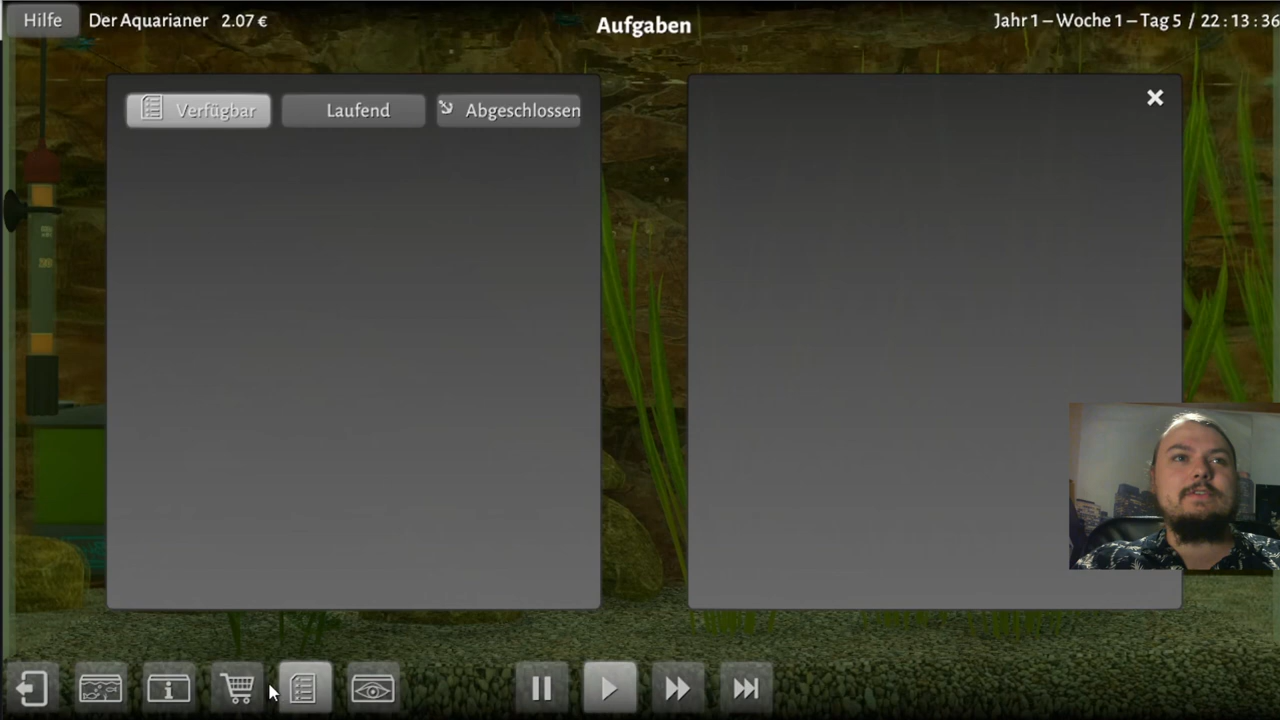 Hilfe Der Aquarianer 2.07 € Aufgaben Jahr 1 – Woche 1 – Tag 5 / 22 : 13 : 36
Verfügbar Laufend Abgeschlossen